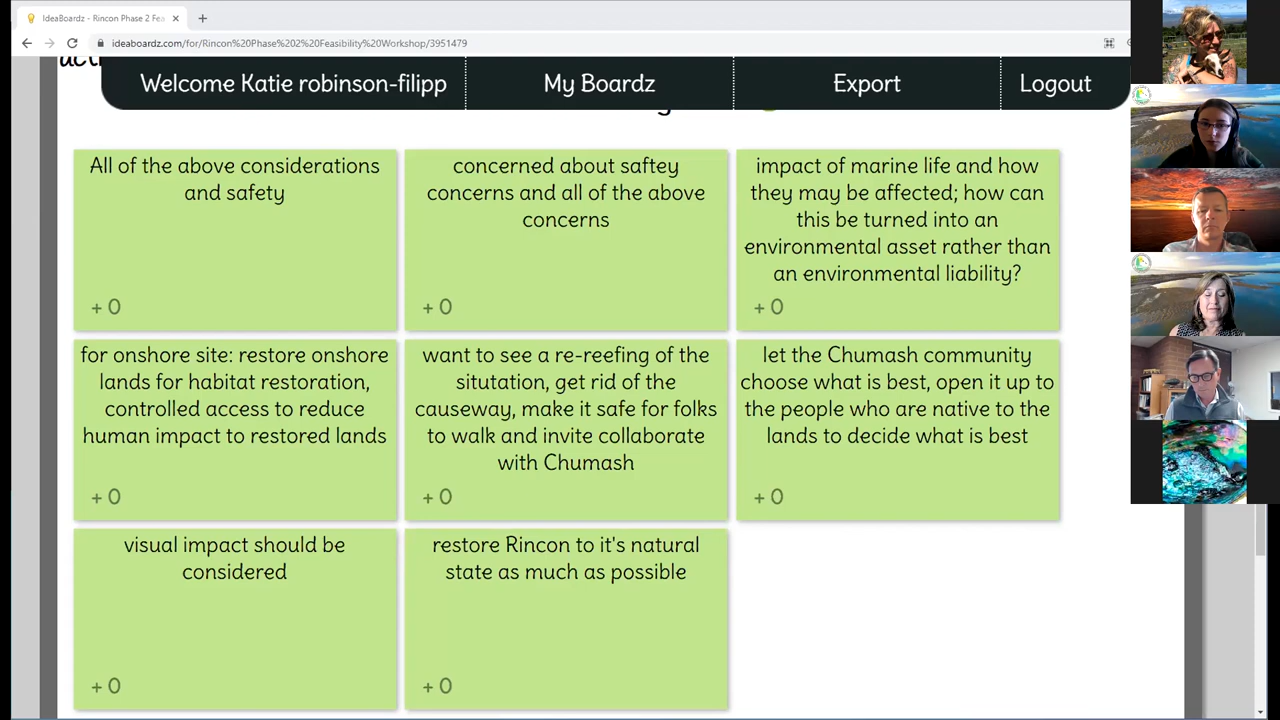 IdeaBoardz - Rincon Phase 2 Fea
ideaboardz.com/for/Rincon%20Phase%202%20Feasibility%20Workshop/3951479
Welcome Katie robinson-filipp
My Boardz
Export
Logout
All of the above considerations
and safety
+ 0
concerned about saftey
concerns and all of the above
concerns
+ 0
impact of marine life and how
they may be affected; how can
this be turned into an
environmental asset rather than
an environmental liability?
+ 0
for onshore site: restore onshore
lands for habitat restoration,
controlled access to reduce
human impact to restored lands
+ 0
want to see a re-reefing of the
situtation, get rid of the
causeway, make it safe for folks
to walk and invite collaborate
with Chumash
+ 0
let the Chumash community
choose what is best, open it up to
the people who are native to the
lands to decide what is best
+ 0
visual impact should be
considered
+ 0
restore Rincon to it's natural
state as much as possible
+ 0